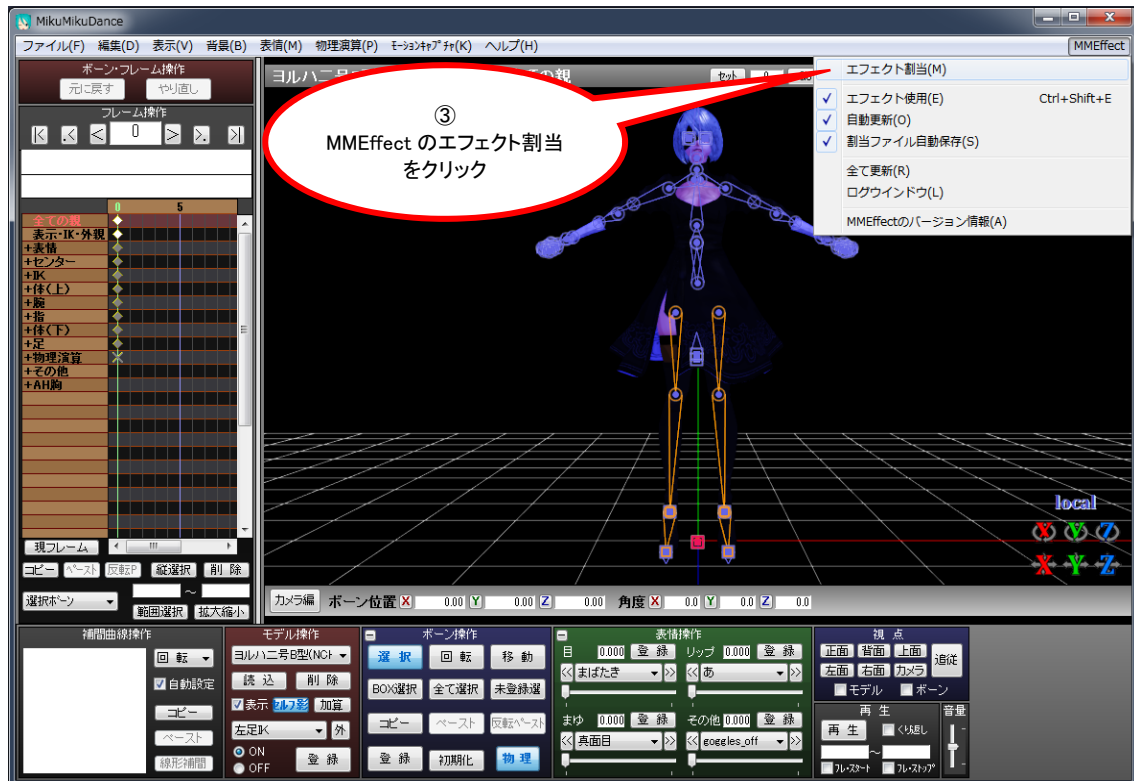 MikuMikuDance
ファイル(F) 編集(D) 表示(V) 背景(B) 表情(M) 物理演算(P) ﾓｰｼｮﾝｷｬﾌﾟﾁｬ(K) ヘルプ(H)
MMEffect
エフェクト割当(M)
エフェクト使用(E) Ctrl+Shift+E
自動更新(O)
割当ファイル自動保存(S)
全て更新(R)
ログウインドウ(L)
MMEffectのバージョン情報(A)
③
MMEffect のエフェクト割当
をクリック
ボーン・フレーム操作
元に戻す やり直し
フレーム操作
|< .< < 0 > >. >|
ヨルハ二号 の親
セット 0
0 5
全ての親
表示・IK・外観
+表情
+センター
+IK
+体(上)
+腕
+指
+体(下)
+足
+物理演算
+その他
+AH胸
現フレーム
コピー ペースト 反転P 縦選択 削 除
選択ボーン ～
範囲選択 拡大縮小
local
X Y Z
X Y Z
カメラ編 ボーン位置 X 0.00 Y 0.00 Z 0.00 角度 X 0.0 Y 0.0 Z 0.0
補間曲線操作
回 転
自動設定
コピー
ペースト
線形補間
モデル操作
ヨルハ二号B型(NCH
読 込 削 除
表示 ｾﾙﾌ影 加算
左足IK 外
ON
OFF
登 録
ボーン操作
選 択 回 転 移 動
BOX選択 全て選択 未登録選
コピー ペースト 反転ペースト
登 録 初期化 物 理
表情操作
目 0.000 登 録 リップ 0.000 登 録
<< まばたき >> << あ >>
まゆ 0.000 登 録 その他 0.000 登 録
<< 真面目 >> << goggles_off >>
視 点
正面 背面 上面
左面 右面 カメラ
追従
モデル ボーン
再 生
再 生 くり返し
～
フレ・スタート フレ・ストップ
音量